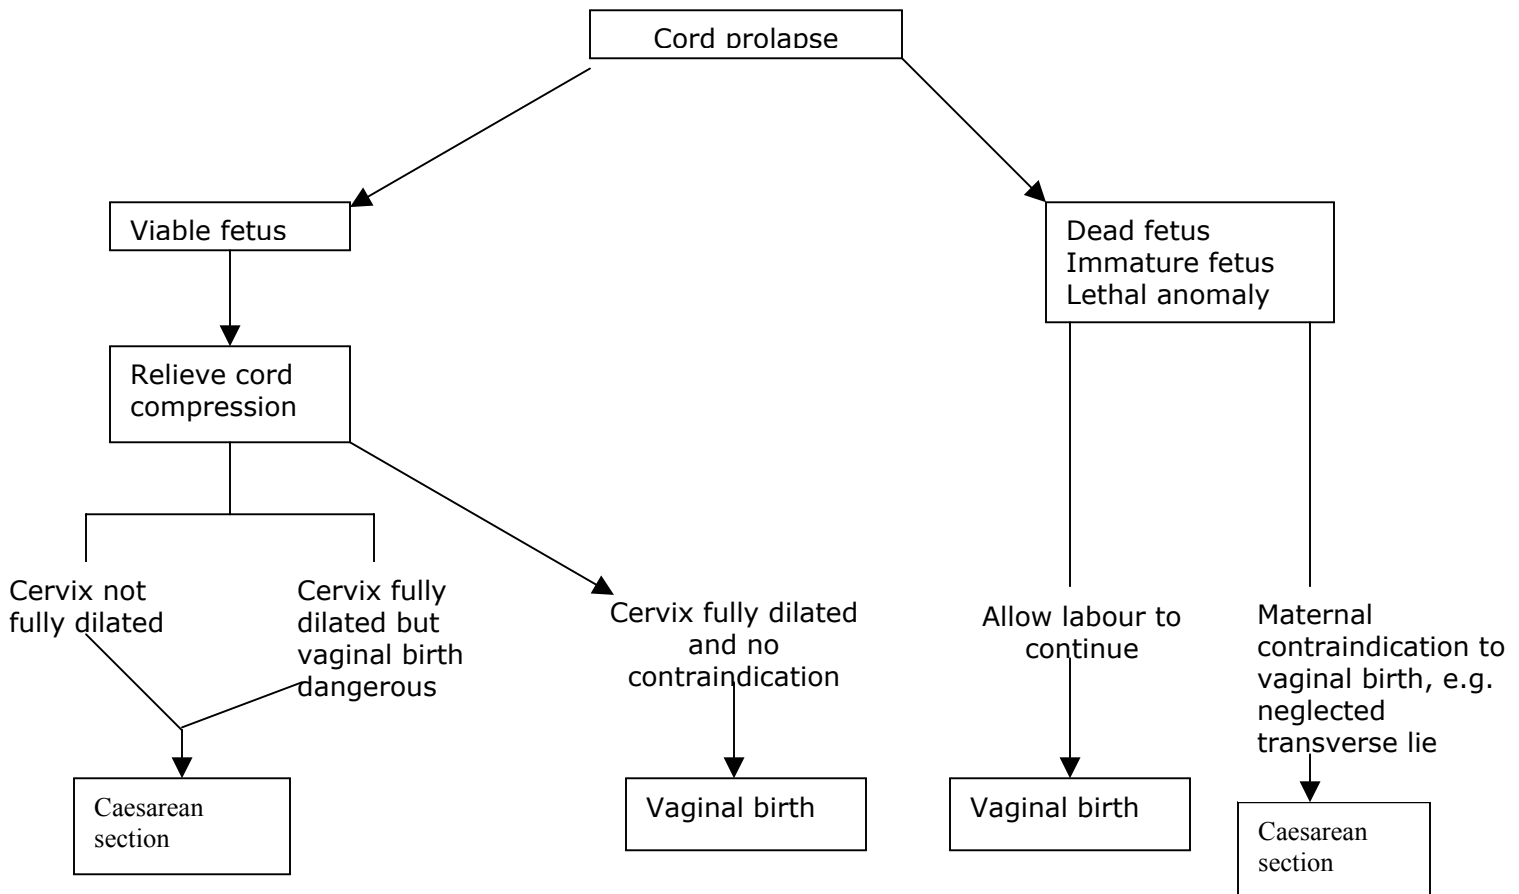 Cord prolapse
Viable fetus
Dead fetus
Immature fetus
Lethal anomaly
Relieve cord
compression
Cervix not
fully dilated
Cervix fully
dilated but
vaginal birth
dangerous
Cervix fully dilated
and no
contraindication
Allow labour to
continue
Maternal
contraindication to
vaginal birth, e.g.
neglected
transverse lie
Caesarean
section
Vaginal birth
Vaginal birth
Caesarean
section